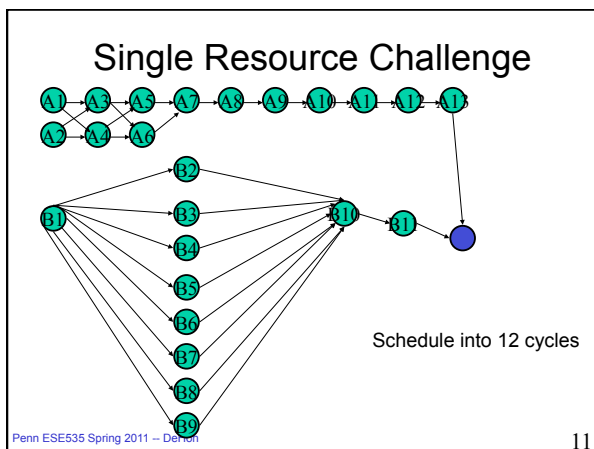 Single Resource Challenge
A1 A3 A5 A7 A8 A9 A10 A11 A12 A13
A2 A4 A6
B2
B1 B3 B10 B11
B4
B5
B6
Schedule into 12 cycles
B7
B8
B9
Penn ESE535 Spring 2011 -- DeHon
11